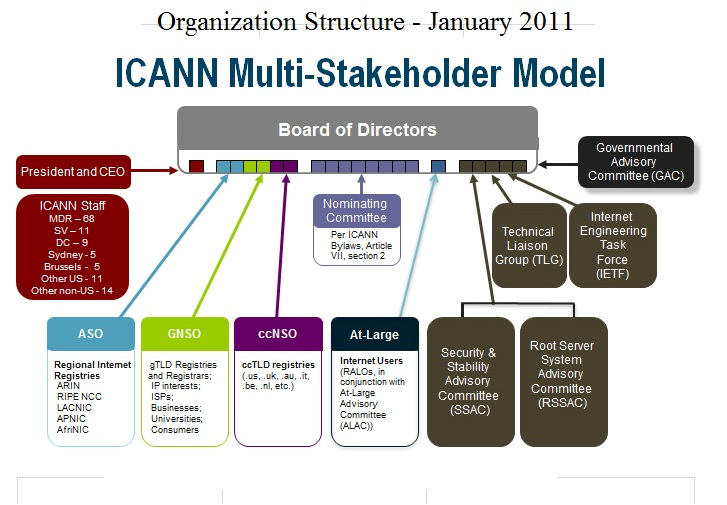 Organization Structure - January 2011
ICANN Multi-Stakeholder Model
Board of Directors
President and CEO
ICANN Staff
MDR – 68
SV – 11
DC – 9
Sydney - 5
Brussels - 5
Other US - 11
Other non-US - 14
Nominating
Committee
Per ICANN
Bylaws, Article
VII, section 2
Governmental
Advisory
Committee (GAC)
Technical
Liaison
Group (TLG)
Internet
Engineering
Task
Force
(IETF)
ASO
Regional Internet
Registries
ARIN
RIPE NCC
LACNIC
APNIC
AfriNIC
GNSO
gTLD Registries
and Registrars;
IP interests;
ISPs;
Businesses;
Universities;
Consumers
ccNSO
ccTLD registries
(.us, .uk, .au, .it,
.be, .nl, etc.)
At-Large
Internet Users
(RALOs, in
conjunction with
At-Large
Advisory
Committee
(ALAC))
Security &
Stability
Advisory
Committee
(SSAC)
Root Server
System
Advisory
Committee
(RSSAC)